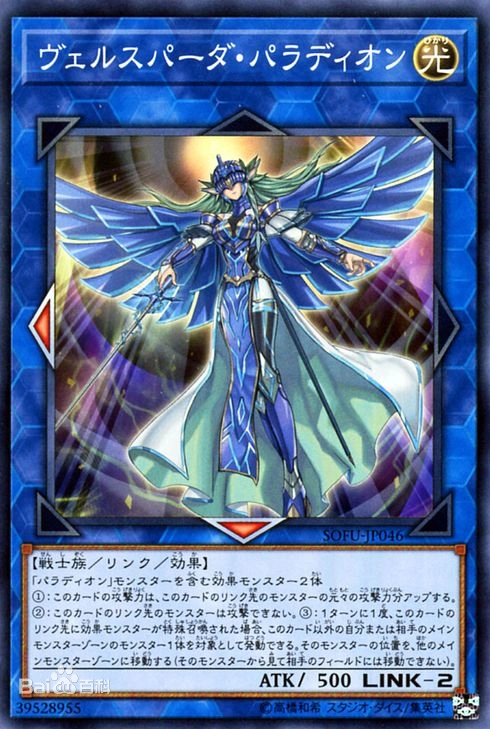 ヴェルスパーダ・パラディオン
光
SOFU-JP046
【戦士族／リンク／効果】
「パラディオン」モンスターを含む効果モンスター2体
①：このカードの攻撃力は、このカードのリンク先のモンスターの元々の攻撃力分アップする。
②：このカードのリンク先のモンスターは攻撃できない。③：1ターンに1度、このカードの
リンク先に効果モンスターが特殊召喚された場合、このカード以外の自分または相手のメイン
モンスターゾーンのモンスター1体を対象として発動できる。そのモンスターの位置を、他のメイ
ンモンスターゾーンに移動する（そのモンスターから見て相手のフィールドには移動できない）。
ATK/ 500 LINK-2
Bai百科
39528955
©高橋和希 スタジオ・ダイス/集英社